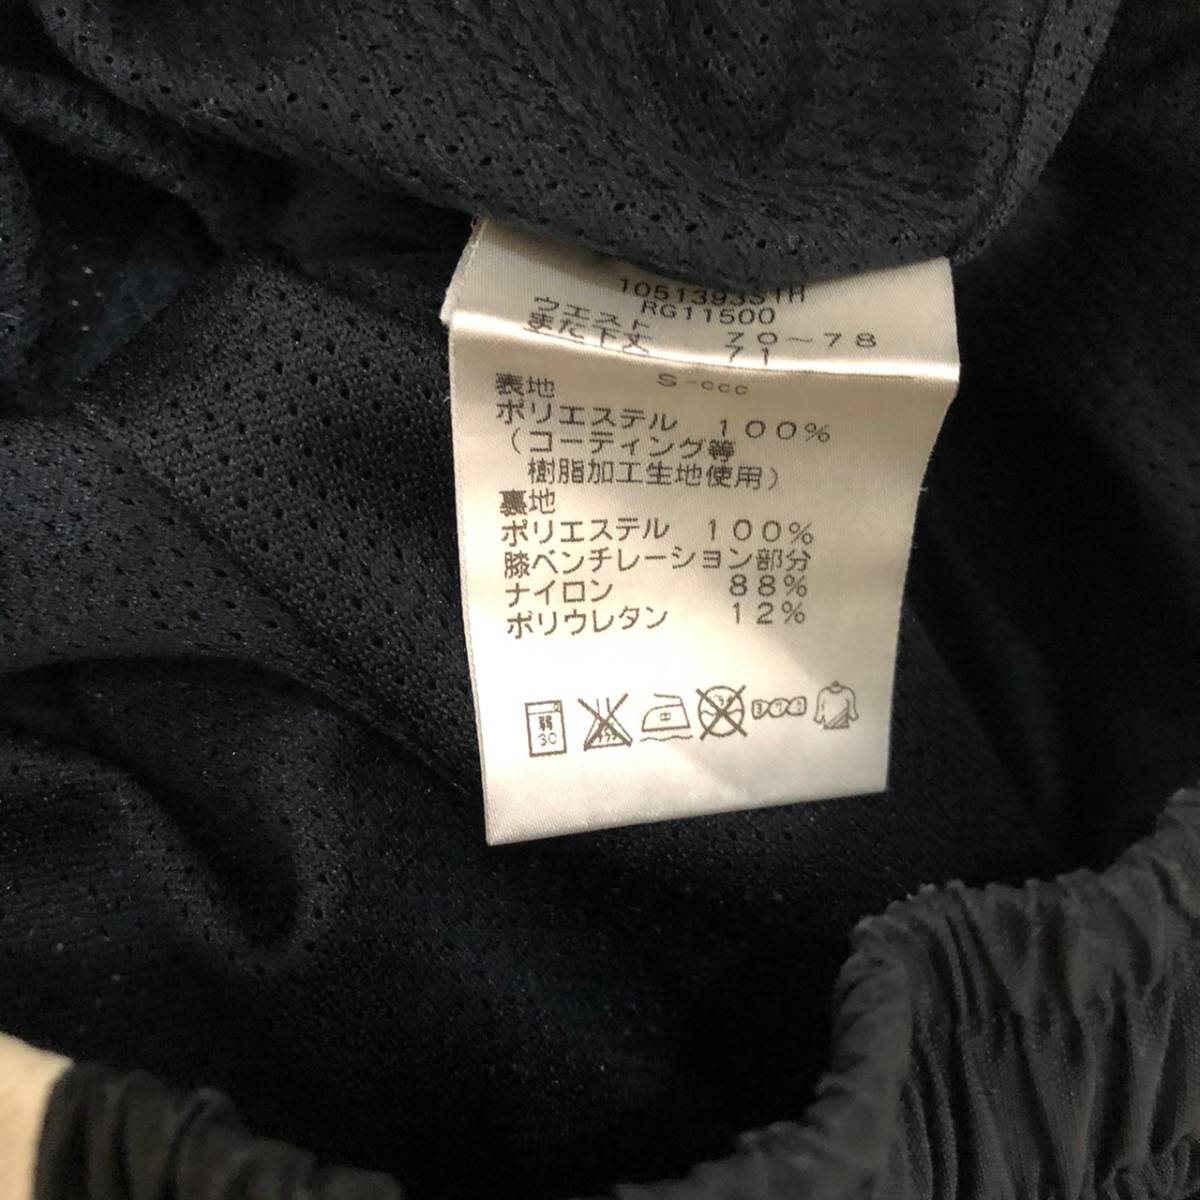 RG11500
ウエスト 70～78
また下丈 71
S-ccc
表地
ポリエステル 100%
(コーティング等
樹脂加工生地使用)
裏地
ポリエステル 100%
膝ベンチレーション部分
ナイロン 88%
ポリウレタン 12%
弱
30